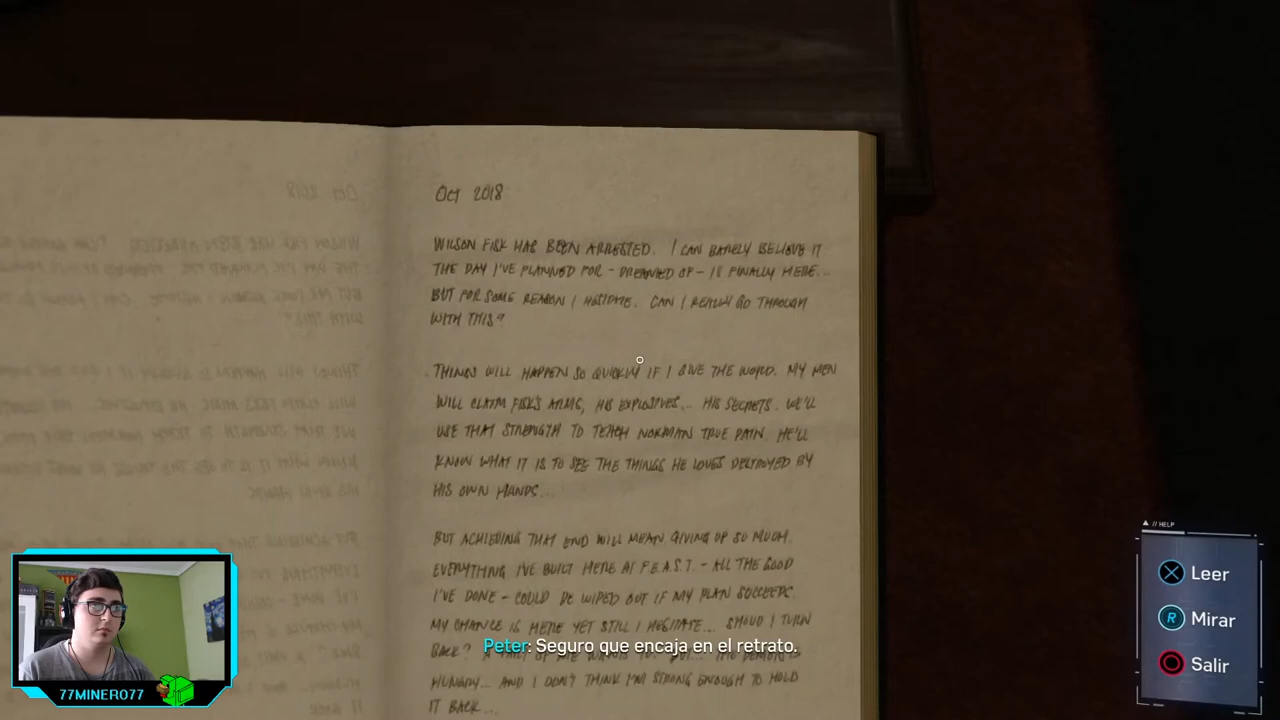 Oct 2018
WILSON FISK HAS BEEN ARRESTED. I CAN BARELY BELIEVE IT
THE DAY I'VE PLANNED FOR - DREAMED OF - IS FINALLY HERE...
BUT FOR SOME REASON I HESITATE. CAN I REALLY GO THROUGH
WITH THIS?
THINGS WILL HAPPEN SO QUICKLY IF I GIVE THE WORD. MY MEN
WILL CLAIM FISK'S ARMS, HIS EXPLOSIVES... HIS SECRETS. WE'LL
USE THAT STRENGTH TO TEACH NORMAN TRUE PAIN. HE'LL
KNOW WHAT IT IS TO SEE THE THINGS HE LOVES DESTROYED BY
HIS OWN HANDS...
BUT ACHIEVING THAT END WILL MEAN GIVING UP SO MUCH.
EVERYTHING I'VE BUILT HERE AT F.E.A.S.T. - ALL THE GOOD
I'VE DONE - COULD BE WIPED OUT IF MY PLAN SUCCEEDS.
MY CHANCE IS HERE YET STILL I HESITATE... SHOULD I TURN
BACK?
HUNGRY... AND I DON'T THINK I'M STRONG ENOUGH TO HOLD
IT BACK...
Peter: Seguro que encaja en el retrato.
// HELP
Leer
R Mirar
Salir
77MINERO77